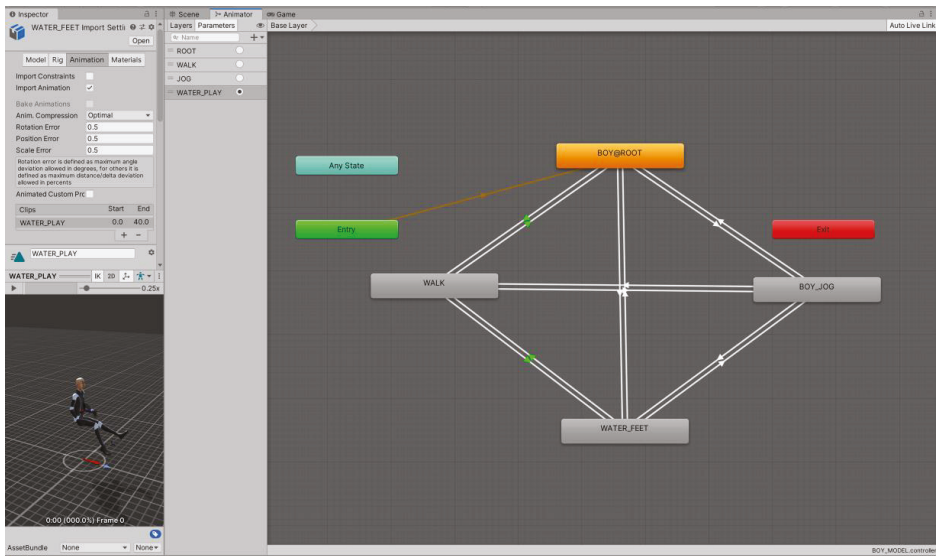 Inspector
WATER_FEET Import Settin
Open
Model Rig Animation Materials
Import Constraints
Import Animation
Bake Animations
Anim. Compression Optimal
Rotation Error 0.5
Position Error 0.5
Scale Error 0.5
Rotation error is defined as maximum angle
deviation allowed in degrees, for others it is
defined as maximum distance/delta deviation
allowed in percents
Animated Custom Prc
Clips Start End
WATER_PLAY 0.0 40.0
+ −
WATER_PLAY
WATER_PLAY IK 2D
0.25x
0:00 (000.0%) Frame 0
AssetBundle None None
Scene Animator Game
Layers Parameters Base Layer Auto Live Link
Name +
ROOT
WALK
JOG
WATER_PLAY
BOY@ROOT
Any State
Entry
Exit
WALK
BOY_JOG
WATER_FEET
BOY_MODEL.controller